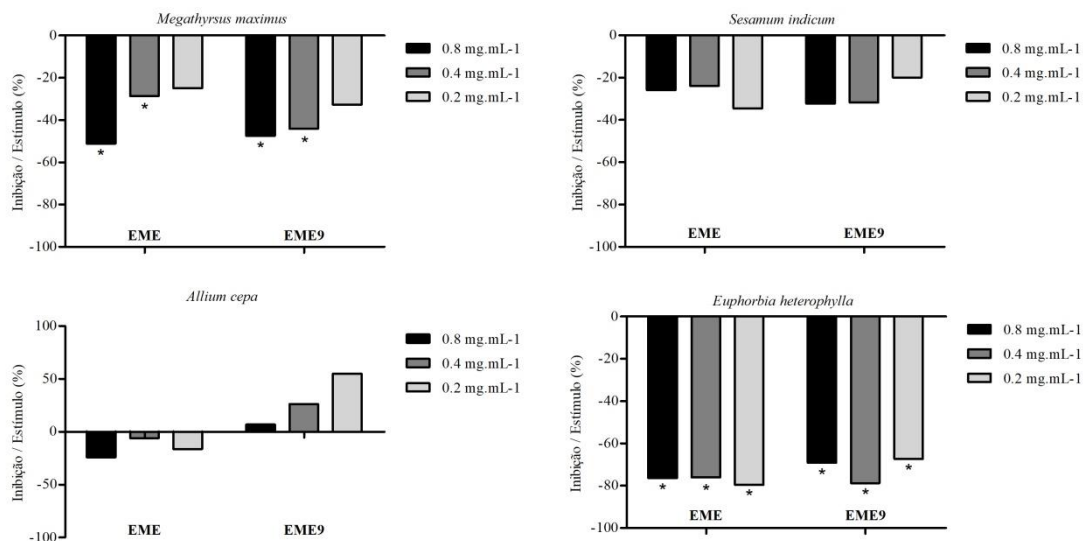 Megathyrsus maximus
Inibição / Estímulo (%)
0
-20
-40
-60
-80
-100
*
*
*
*
EME
EME9
0.8 mg.mL-1
0.4 mg.mL-1
0.2 mg.mL-1
Sesamum indicum
Inibição / Estímulo (%)
0
-20
-40
-60
-80
-100
EME
EME9
0.8 mg.mL-1
0.4 mg.mL-1
0.2 mg.mL-1
Allium cepa
Inibição / Estímulo (%)
100
50
0
-50
-100
EME
EME9
0.8 mg.mL-1
0.4 mg.mL-1
0.2 mg.mL-1
Euphorbia heterophylla
Inibição / Estímulo (%)
0
-20
-40
-60
-80
-100
*
*
*
*
*
*
EME
EME9
0.8 mg.mL-1
0.4 mg.mL-1
0.2 mg.mL-1